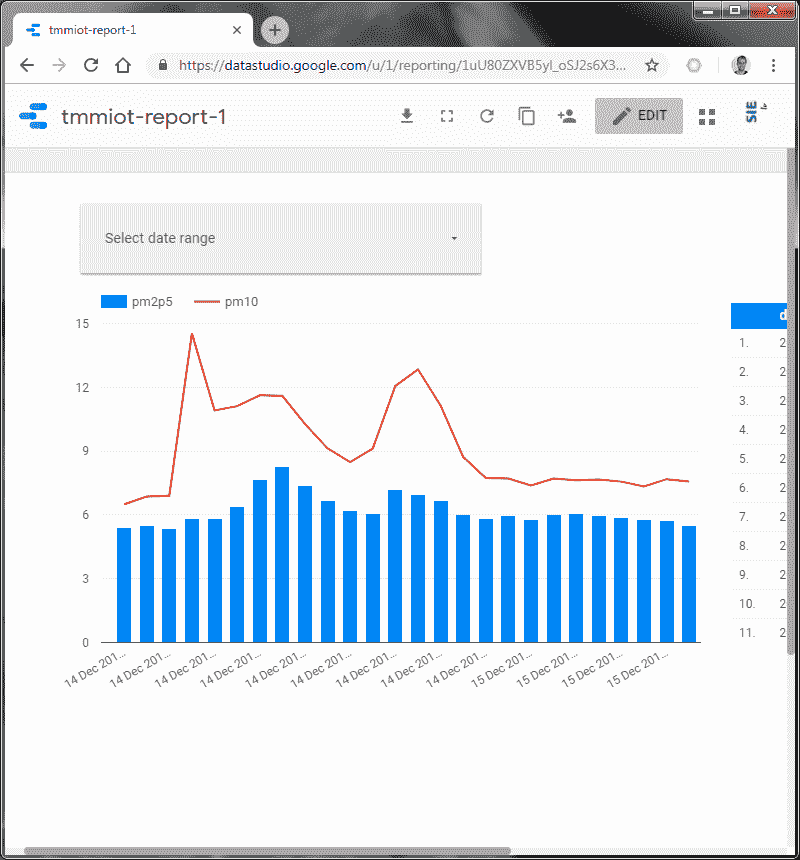 tmmiot-report-1
https://datastudio.google.com/u/1/reporting/1uU80ZXVB5yl_oSJ2s6X3...
tmmiot-report-1
EDIT
SIE
Select date range
pm2p5 pm10
15
12
9
6
3
0
14 Dec 201... 14 Dec 201... 14 Dec 201... 14 Dec 201... 14 Dec 201... 14 Dec 201... 14 Dec 201... 14 Dec 201... 14 Dec 201... 15 Dec 201... 15 Dec 201... 15 Dec 201... 15 Dec 201...
d
1. 2
2. 2
3. 2
4. 2
5. 2
6. 2
7. 2
8. 2
9. 2
10. 2
11. 2